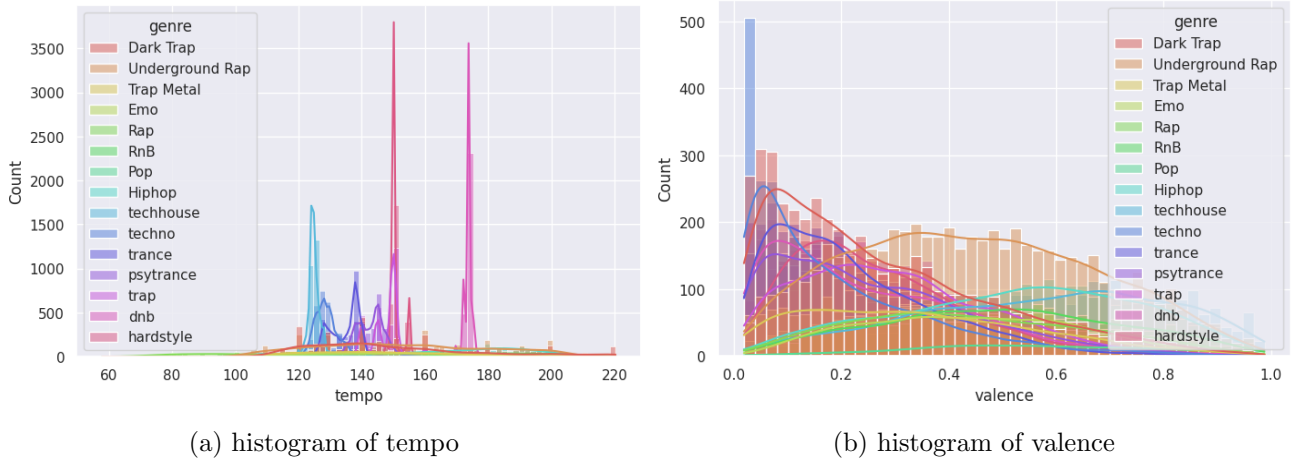 genre
Dark Trap
Underground Rap
Trap Metal
Emo
Rap
RnB
Pop
Hiphop
techhouse
techno
trance
psytrance
trap
dnb
hardstyle
Count
3500
3000
2500
2000
1500
1000
500
0
60 80 100 120 140 160 180 200 220
tempo
(a) histogram of tempo
genre
Dark Trap
Underground Rap
Trap Metal
Emo
Rap
RnB
Pop
Hiphop
techhouse
techno
trance
psytrance
trap
dnb
hardstyle
Count
500
400
300
200
100
0
0.0 0.2 0.4 0.6 0.8 1.0
valence
(b) histogram of valence